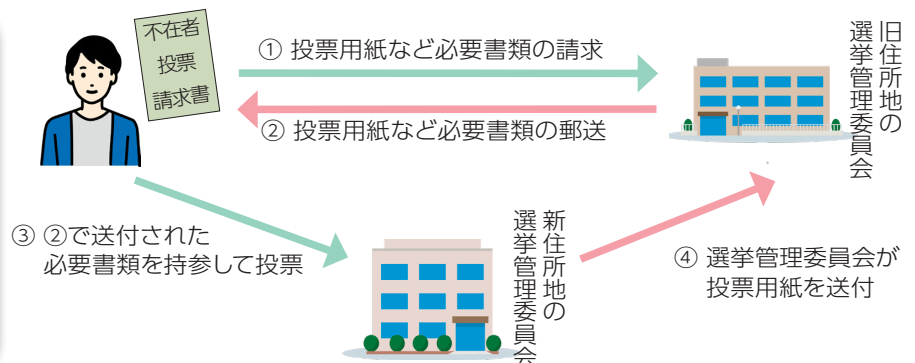 不在者
投票
請求書
① 投票用紙など必要書類の請求
② 投票用紙など必要書類の郵送
旧住所地の
選挙管理委員会
③ ②で送付された
必要書類を持参して投票
新住所地の
選挙管理委員会
④ 選挙管理委員会が
投票用紙を送付